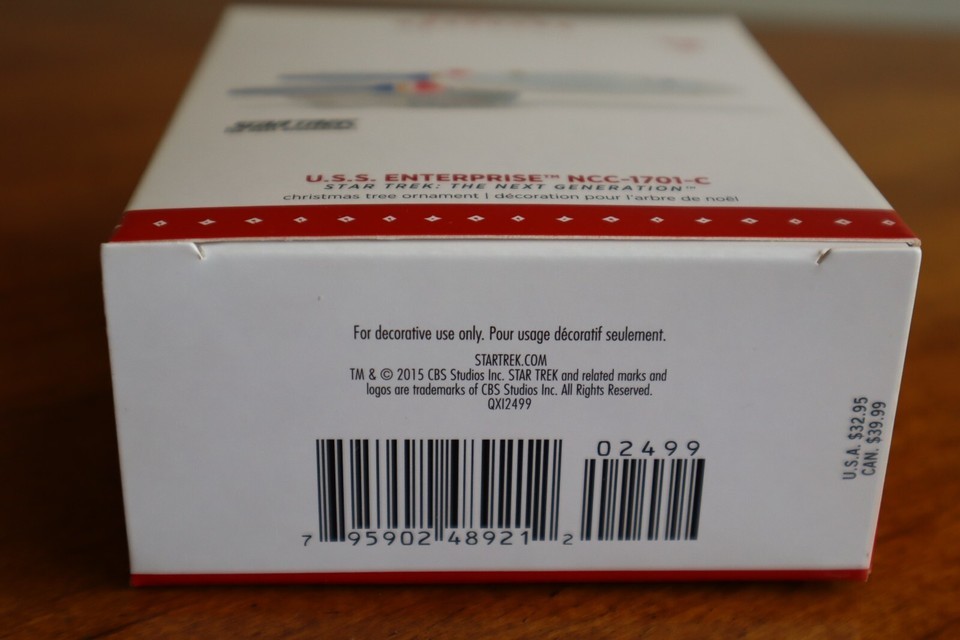 U.S.S. ENTERPRISE™ NCC-1701-C
STAR TREK: THE NEXT GENERATION™
christmas tree ornament | décoration pour l'arbre de noël
For decorative use only. Pour usage décoratif seulement.
STARTREK.COM
TM & © 2015 CBS Studios Inc. STAR TREK and related marks and
logos are trademarks of CBS Studios Inc. All Rights Reserved.
QXI2499
02499
7 95902 48921 2
U.S.A. $32.95
CAN. $39.99